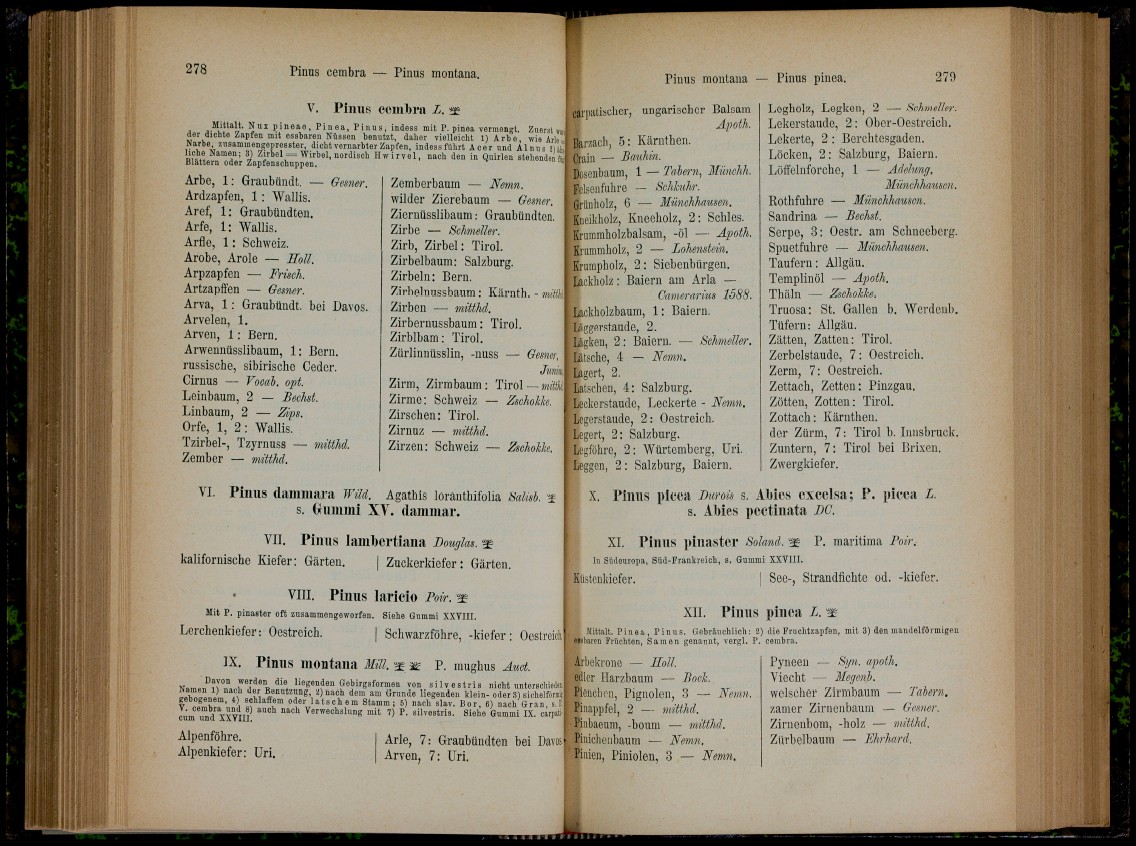 278
Pinus cembra — Pinus montana.
V. Pinus cembra L.
Mittalt. Nux pineae, Pinea, Pinus, indess mit P. pinea vermengt. Zuerst
der dichte Zapfen mit essbaren Nüssen benutzt, daher vielleicht 1) Arbe, wie Arle
Narbe, zusammengepresster, dicht vernarbter Zapfen, indess führt Acer und Alnus
liche Namen; 3) Zirbel = Wirbel, nordisch Hwirvel, nach den in Quirlen stehenden
Blättern oder Zapfenschuppen.
Arbe, 1: Graubündt. — Gesner.
Ardzapfen, 1: Wallis.
Aref, 1: Graubündten.
Arfe, 1: Wallis.
Arfle, 1: Schweiz.
Arobe, Arole — Holl.
Arpzapfen — Frisch.
Artzapffen — Gesner.
Arva, 1: Graubündt. bei Davos.
Arvelen, 1.
Arven, 1: Bern.
Arwennüsslibaum, 1: Bern.
russische, sibirische Ceder.
Cirnus — Vocab. opt.
Leinbaum, 2 — Bechst.
Linbaum, 2 — Zips.
Orfe, 1, 2: Wallis.
Tzirbel-, Tzyrnuss — mitthd.
Zember — mitthd.
Zemberbaum — Nemn.
wilder Zierebaum — Gesner.
Ziernüsslibaum: Graubündten.
Zirbe — Schmeller.
Zirb, Zirbel: Tirol.
Zirbelbaum: Salzburg.
Zirbeln: Bern.
Zirbelnussbaum: Kärnth. -
Zirben — mitthd.
Zirbernussbaum: Tirol.
Zirblbam: Tirol.
Zürlinnüsslin, -nuss — Gesner,
Junius
Zirm, Zirmbaum: Tirol —
Zirme: Schweiz — Zschokke.
Zirschen: Tirol.
Zirnuz — mitthd.
Zirzen: Schweiz — Zschokke.
VI. Pinus dammara Wild. Agathis loranthifolia Salisb.
s. Gummi XV. dammar.
VII. Pinus lambertiana Douglas.
kalifornische Kiefer: Gärten.
Zuckerkiefer: Gärten.
VIII. Pinus laricio Poir.
Mit P. pinaster oft zusammengeworfen. Siehe Gummi XXVIII.
Lerchenkiefer: Oestreich.
Schwarzföhre, -kiefer: Oestreich
IX. Pinus montana Mill. P. mughus Auct.
Davon werden die liegenden Gebirgsformen von silvestris nicht unterschieden.
Namen 1) nach der Benutzung, 2) nach dem am Grunde liegenden klein- oder 3) sichelförmig
gebogenem, 4) schlaffem oder latschem Stamm; 5) nach slav. Bor, 6) nach Gran, s.
V. cembra und 8) auch nach Verwechslung mit 7) P. silvestris. Siehe Gummi IX. carpati-
cum und XXVIII.
Alpenföhre.
Alpenkiefer: Uri.
Arle, 7: Graubündten bei Davos
Arven, 7: Uri.
Pinus montana — Pinus pinea.
279
carpatischer, ungarischer Balsam
Apoth.
Barzach, 5: Kärnthen.
Crain — Bauhin.
Dosenbaum, 1 — Tabern, Münchh.
Felsenfuhre — Schkuhr.
Grünholz, 6 — Münchhausen.
Kneikholz, Kneeholz, 2: Schles.
Krummholzbalsam, -öl — Apoth.
Krummholz, 2 — Lohenstein.
Krumpholz, 2: Siebenbürgen.
Lackholz: Baiern am Arla —
Camerarius 1588.
Lackholzbaum, 1: Baiern.
Läggerstaude, 2.
Lägken, 2: Baiern. — Schmeller.
Lätsche, 4 — Nemn.
Lagert, 2.
Latschen, 4: Salzburg.
Leckerstaude, Leckerte - Nemn.
Legerstaude, 2: Oestreich.
Legert, 2: Salzburg.
Legföhre, 2: Würtemberg, Uri.
Leggen, 2: Salzburg, Baiern.
Legholz, Legken, 2 — Schmeller.
Lekerstaude, 2: Ober-Oestreich.
Lekerte, 2: Berchtesgaden.
Löcken, 2: Salzburg, Baiern.
Löffelnforche, 1 — Adelung,
Münchhausen.
Rothfuhre — Münchhausen.
Sandrina — Bechst.
Serpe, 3: Oestr. am Schneeberg.
Spuetfuhre — Münchhausen.
Taufern: Allgäu.
Templinöl — Apoth.
Thäln — Zschokke.
Truosa: St. Gallen b. Werdenb.
Tüfern: Allgäu.
Zätten, Zatten: Tirol.
Zerbelstaude, 7: Oestreich.
Zerm, 7: Oestreich.
Zettach, Zetten: Pinzgau.
Zötten, Zotten: Tirol.
Zottach: Kärnthen.
der Zürm, 7: Tirol b. Innsbruck.
Zuntern, 7: Tirol bei Brixen.
Zwergkiefer.
X. Pinus picea Durois s. Abies excelsa; P. picea L.
s. Abies pectinata DC.
XI. Pinus pinaster Soland. P. maritima Poir.
In Südeuropa, Süd-Frankreich, s. Gummi XXVIII.
Küstenkiefer.
See-, Strandfichte od. -kiefer.
XII. Pinus pinea L.
Mittalt. Pinea, Pinus. Gebräuchlich: 2) die Fruchtzapfen, mit 3) den mandelförmigen
essbaren Früchten, Samen genannt, vergl. P. cembra.
Arbekrone — Holl.
edler Harzbaum — Bock.
Pienchen, Pignolen, 3 — Nemn.
Pinappfel, 2 — mitthd.
Pinbaeum, -boum — mitthd.
Pinichenbaum — Nemn.
Pinien, Piniolen, 3 — Nemn.
Pyneen — Syn. apoth.
Viecht — Megenb.
welscher Zirmbaum — Tabern.
zamer Zirnenbaum — Gesner.
Zirnenbom, -holz — mitthd.
Zürbelbaum — Ehrhard.